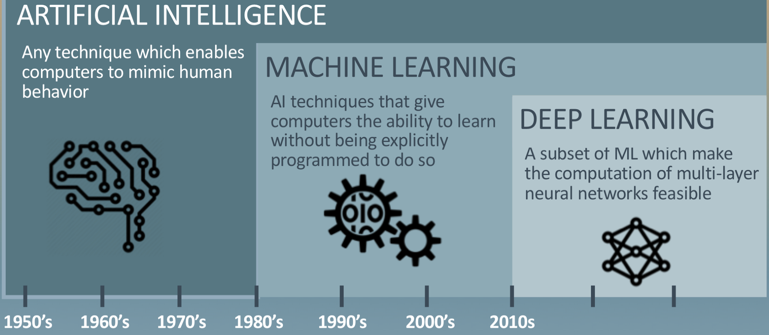 ARTIFICIAL INTELLIGENCE
Any technique which enables
computers to mimic human
behavior
MACHINE LEARNING
AI techniques that give
computers the ability to learn
without being explicitly
programmed to do so
OIO
DEEP LEARNING
A subset of ML which make
the computation of multi-layer
neural networks feasible
1950's 1960's 1970's 1980's 1990's 2000's 2010s